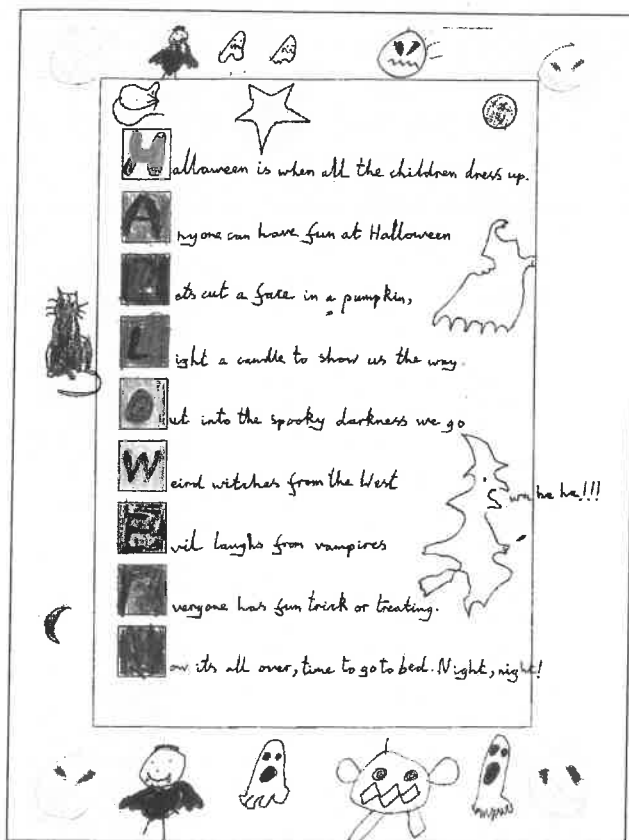 Halloween is when all the children dress up.
Anyone can have fun at Halloween
Lets cut a face in a pumpkin,
Light a candle to show us the way.
Out into the spooky darkness we go
Weird witches from the West
he he!!!
Evil laughs from vampires
Everyone has fun trick or treating.
Now its all over, time to go to bed. Night, night!